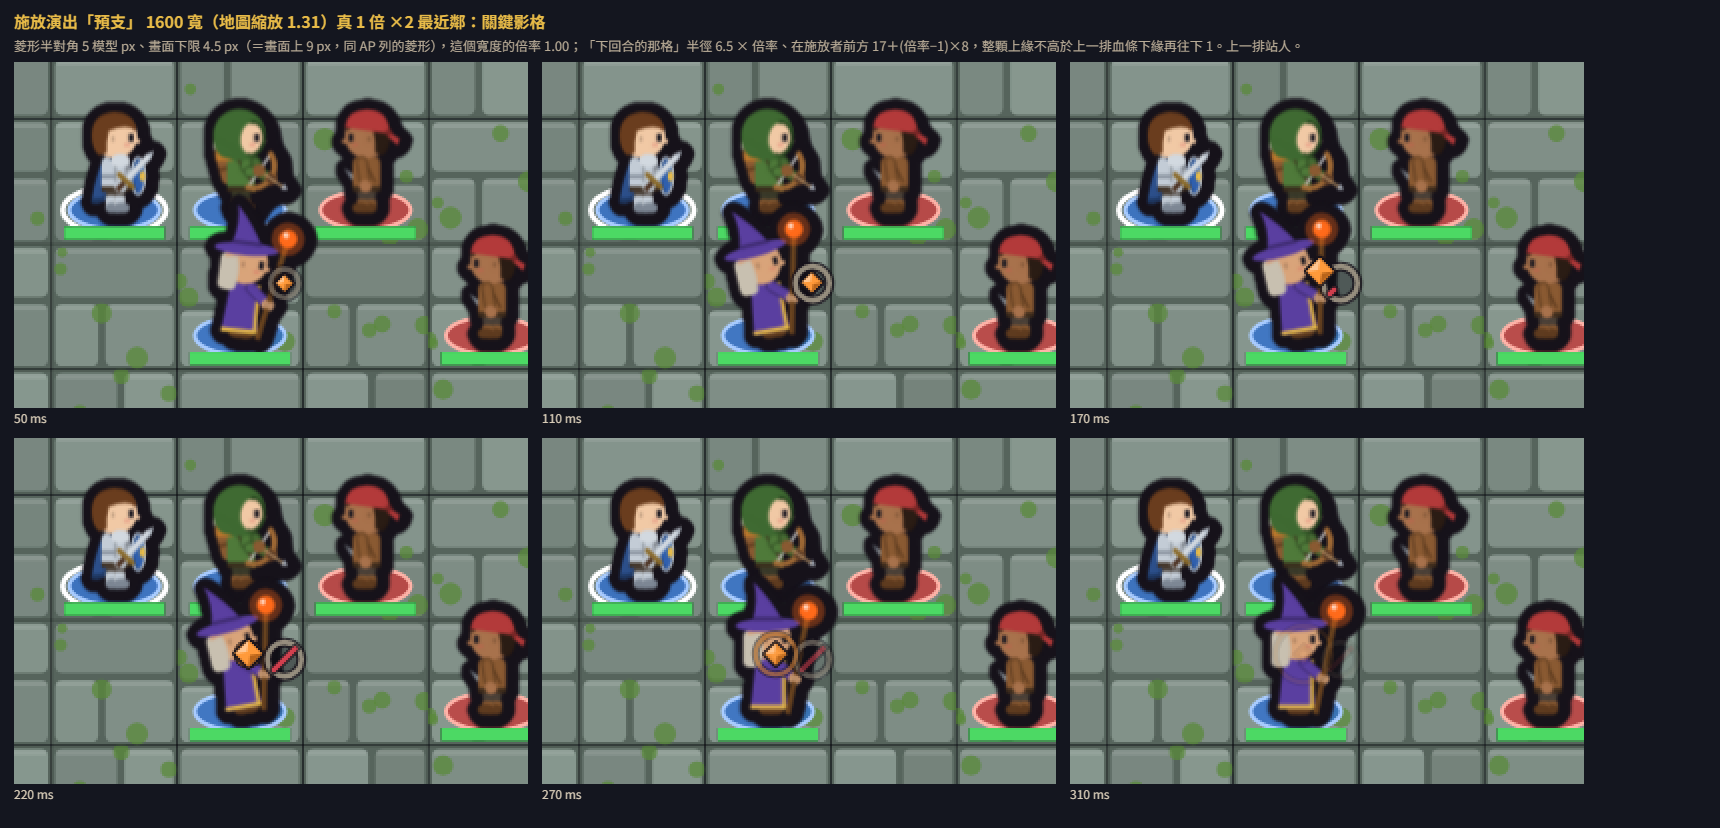 施放演出「預支」 1600 寬（地圖縮放 1.31）真 1 倍 ×2 最近鄰：關鍵影格
菱形半對角 5 模型 px、畫面下限 4.5 px（＝畫面上 9 px，同 AP 列的菱形），這個寬度的倍率 1.00；「下回合的那格」半徑 6.5 × 倍率、在施放者前方 17＋(倍率−1)×8，整顆上緣不高於上一排血條下緣再往下 1。上一排站人。
50 ms
110 ms
170 ms
220 ms
270 ms
310 ms